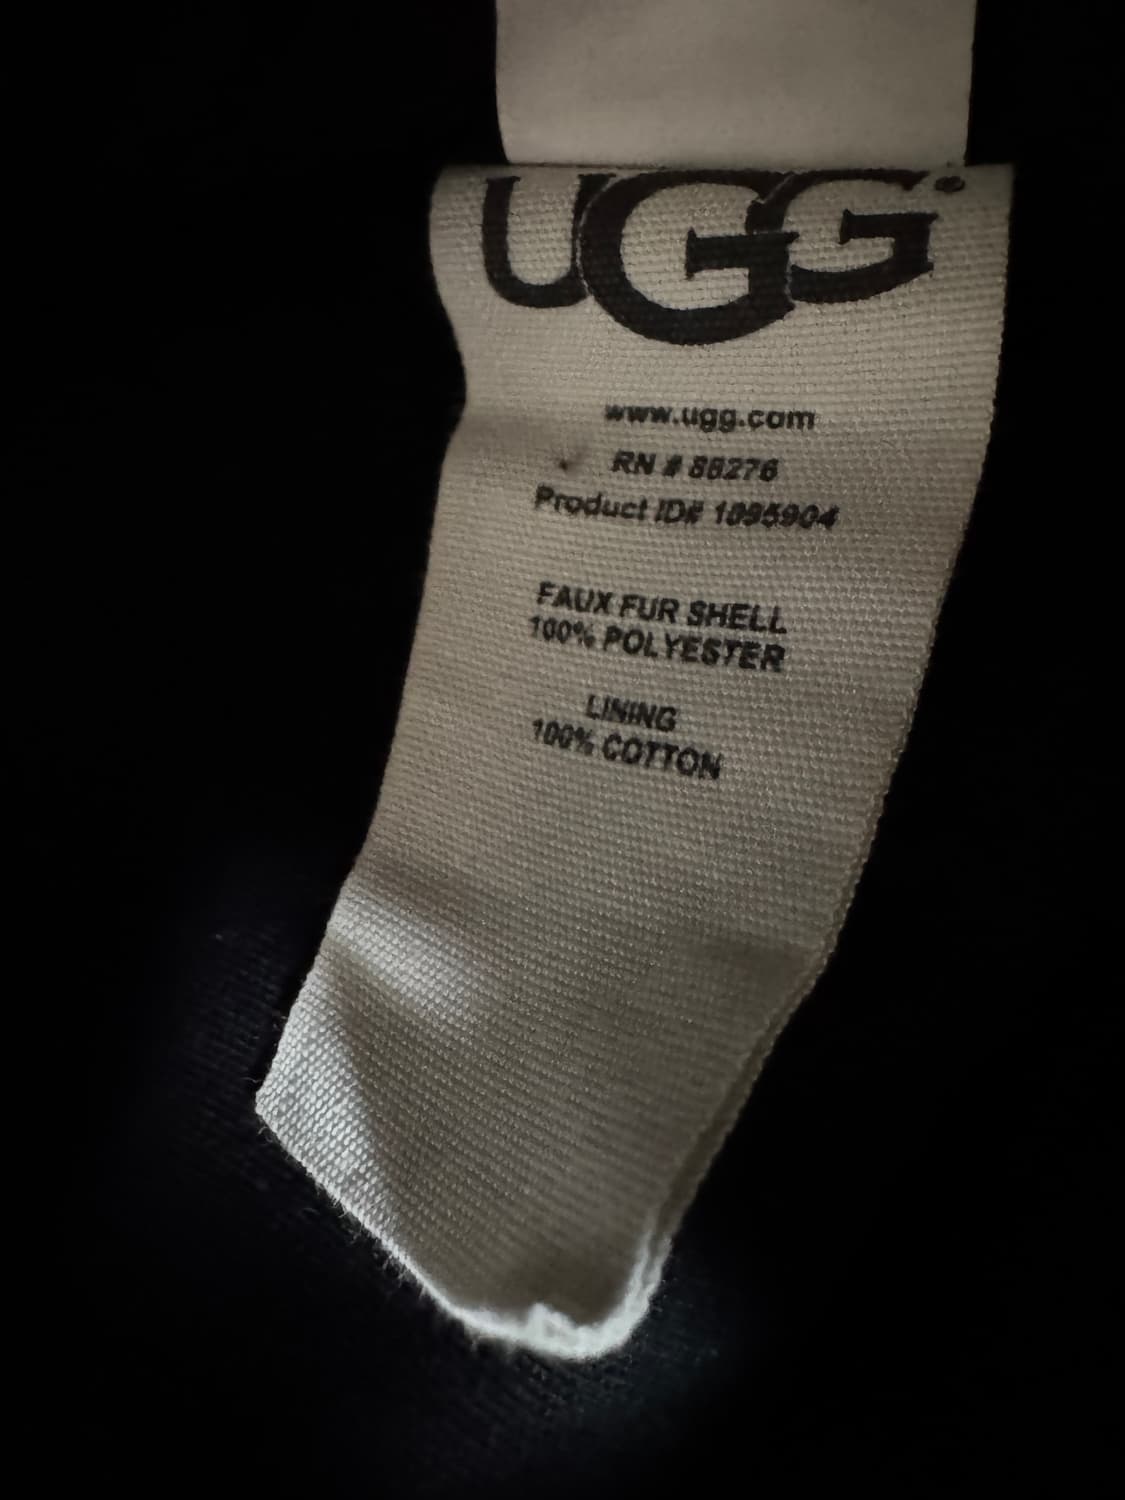 UGG®
www.ugg.com
RN # 88276
Product ID# 1095904
FAUX FUR SHELL
100% POLYESTER
LINING
100% COTTON